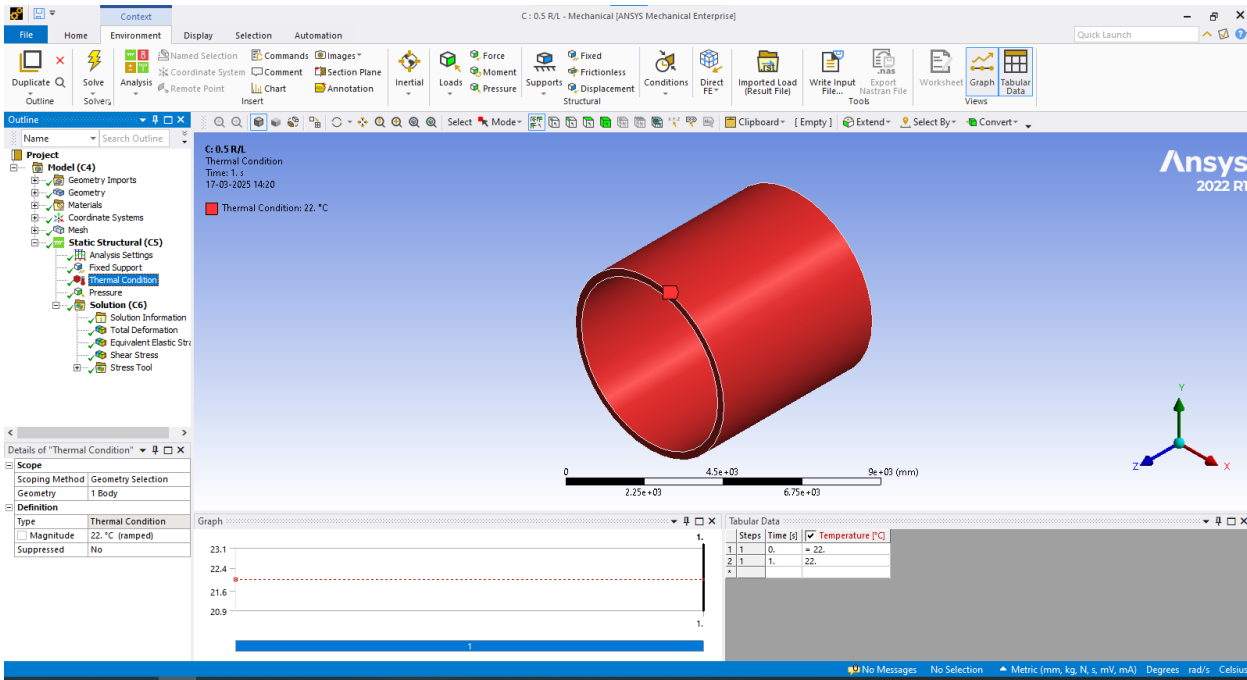 Context
C : 0.5 R/L - Mechanical [ANSYS Mechanical Enterprise]
File Home Environment Display Selection Automation
Quick Launch
Duplicate Q
Outline
Solve
Solvers
Analysis
Named Selection
Coordinate System
Remote Point
Commands
Comment
Chart
Images
Section Plane
Annotation
Insert
Inertial
Loads
Force
Moment
Pressure
Supports
Fixed
Frictionless
Displacement
Conditions
Direct FE
Structural
Imported Load (Result File)
Write Input File...
.nas
Export Nastran File
Tools
Worksheet
Graph
Tabular Data
Views
Outline
Name Search Outline
Select Mode Clipboard [ Empty ] Extend Select By Convert
Project
Model (C4)
Geometry Imports
Geometry
Materials
Coordinate Systems
Mesh
Static Structural (C5)
Analysis Settings
Fixed Support
Thermal Condition
Pressure
Solution (C6)
Solution Information
Total Deformation
Equivalent Elastic Stra
Shear Stress
Stress Tool
C: 0.5 R/L
Thermal Condition
Time: 1. s
17-03-2025 14:20
Thermal Condition: 22. °C
Ansys
2022 R1
0 4.5e+03 9e+03 (mm)
2.25e+03 6.75e+03
Y
Z X
Details of "Thermal Condition"
Scope
Scoping Method Geometry Selection
Geometry 1 Body
Definition
Type Thermal Condition
Magnitude 22. °C (ramped)
Suppressed No
Graph
1.
23.1
22.4
21.6
20.9
1.
1
Tabular Data
Steps Time [s] Temperature [°C]
1 1 0. = 22.
2 1 1. 22.
*
No Messages No Selection Metric (mm, kg, N, s, mV, mA) Degrees rad/s Celsius